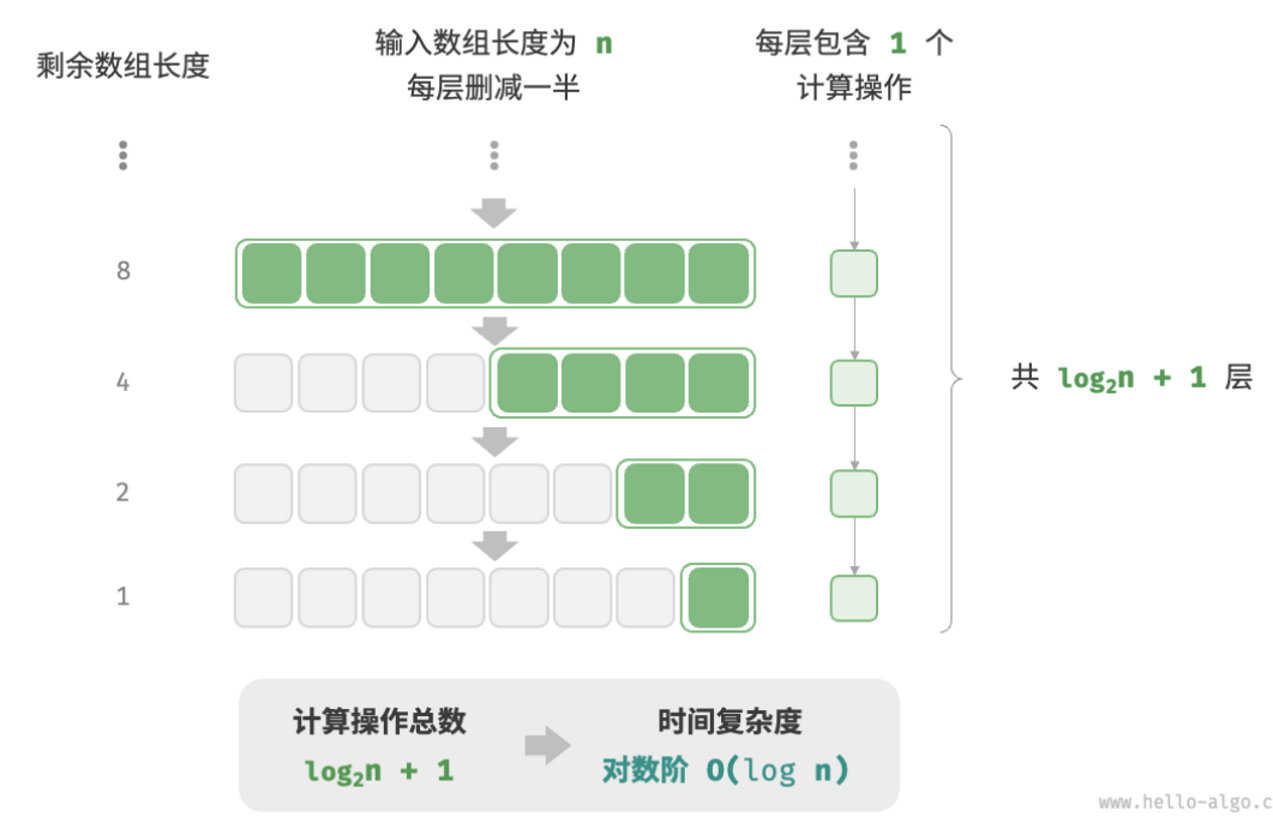 剩余数组长度
输入数组长度为 n
每层删减一半
每层包含 1 个
计算操作
8
4
2
1
共 log₂n + 1 层
计算操作总数
log₂n + 1
时间复杂度
对数阶 O(log n)
www.hello-algo.c